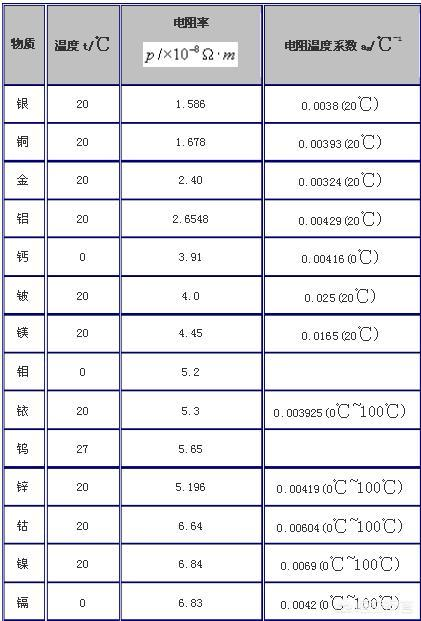 物质 温度 t/℃ 电阻率 p/×10⁻⁸Ω·m 电阻温度系数 aR/℃⁻¹
银 20 1.586 0.0038(20℃)
铜 20 1.678 0.00393(20℃)
金 20 2.40 0.00324(20℃)
铝 20 2.6548 0.00429(20℃)
钙 0 3.91 0.00416(0℃)
铍 20 4.0 0.025(20℃)
镁 20 4.45 0.0165(20℃)
钼 0 5.2
铱 20 5.3 0.003925(0℃~100℃)
钨 27 5.65
锌 20 5.196 0.00419(0℃~100℃)
钴 20 6.64 0.00604(0℃~100℃)
镍 20 6.84 0.0069(0℃~100℃)
镉 0 6.83 0.0042(0℃~100℃)